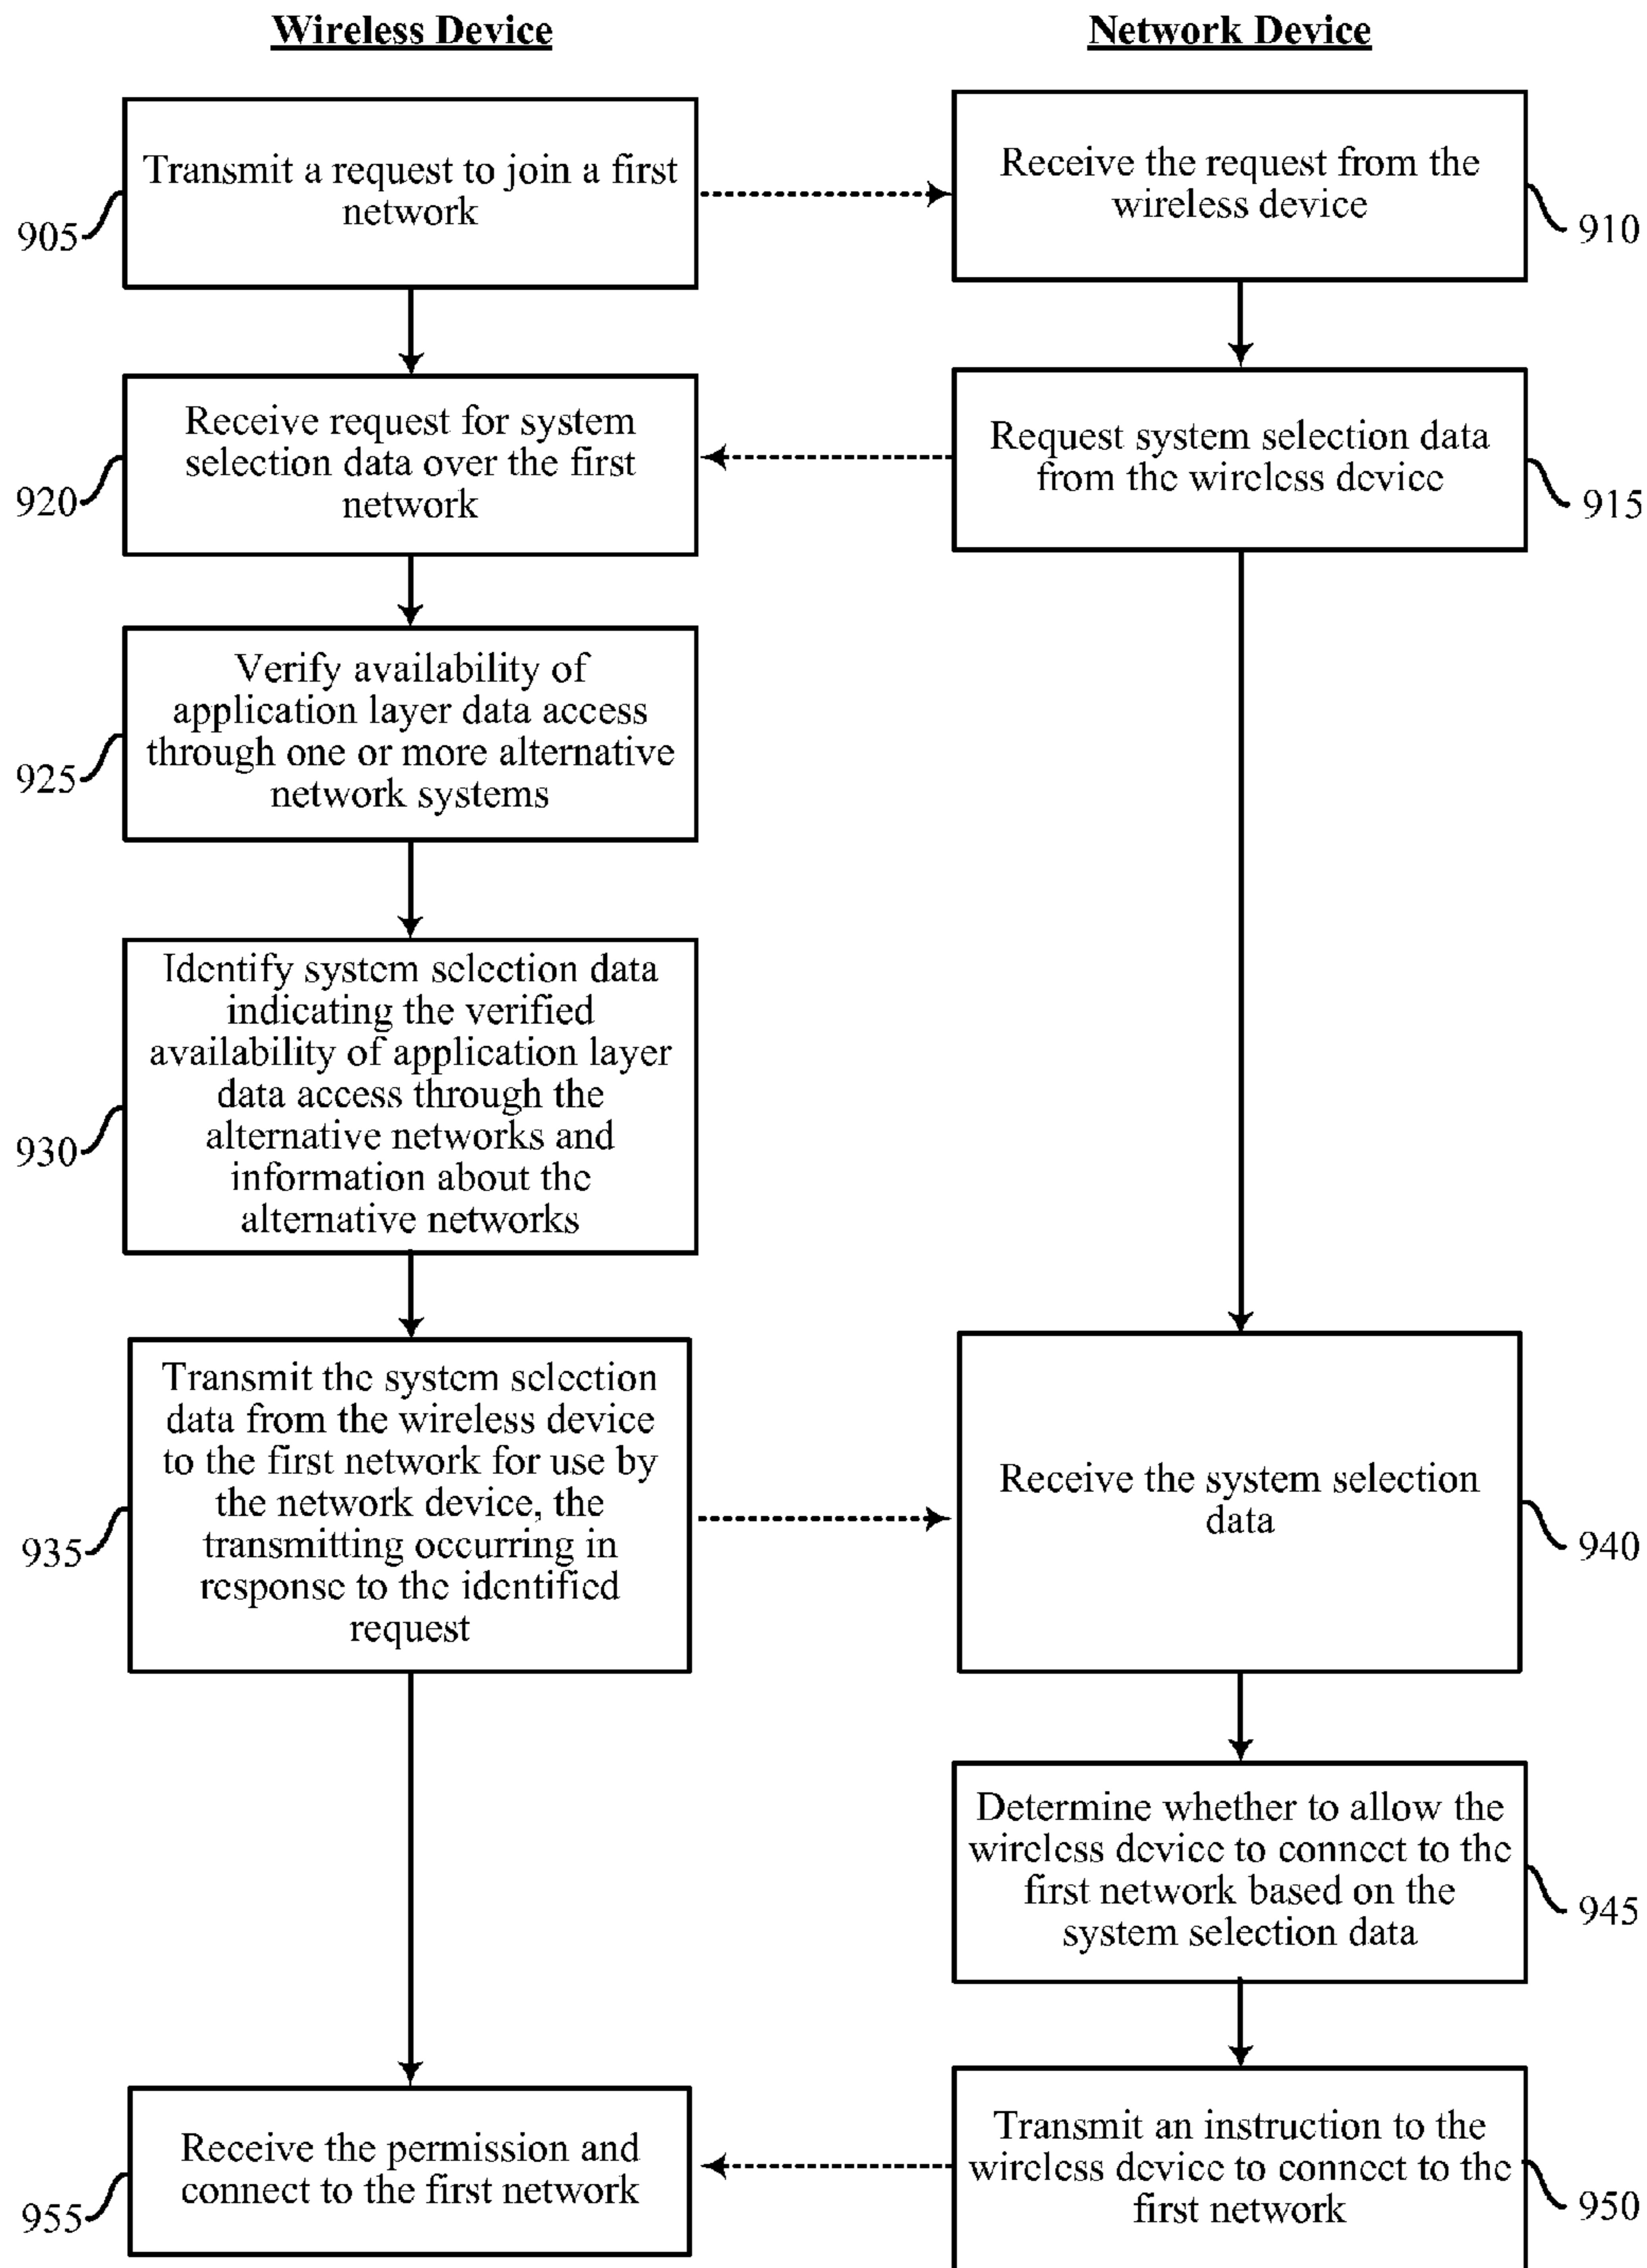 Wireless Device
Network Device
Transmit a request to join a first
network
905
Receive the request from the
wireless device
910
Receive request for system
selection data over the first
network
920
Request system selection data
from the wireless device
915
Verify availability of
application layer data access
through one or more alternative
network systems
925
Identify system selection data
indicating the verified
availability of application layer
data access through the
alternative networks and
information about the
alternative networks
930
Transmit the system selection
data from the wireless device
to the first network for use by
the network device, the
transmitting occurring in
response to the identified
request
935
Receive the system selection
data
940
Determine whether to allow the
wireless device to connect to the
first network based on the
system selection data
945
Receive the permission and
connect to the first network
955
Transmit an instruction to the
wireless device to connect to the
first network
950